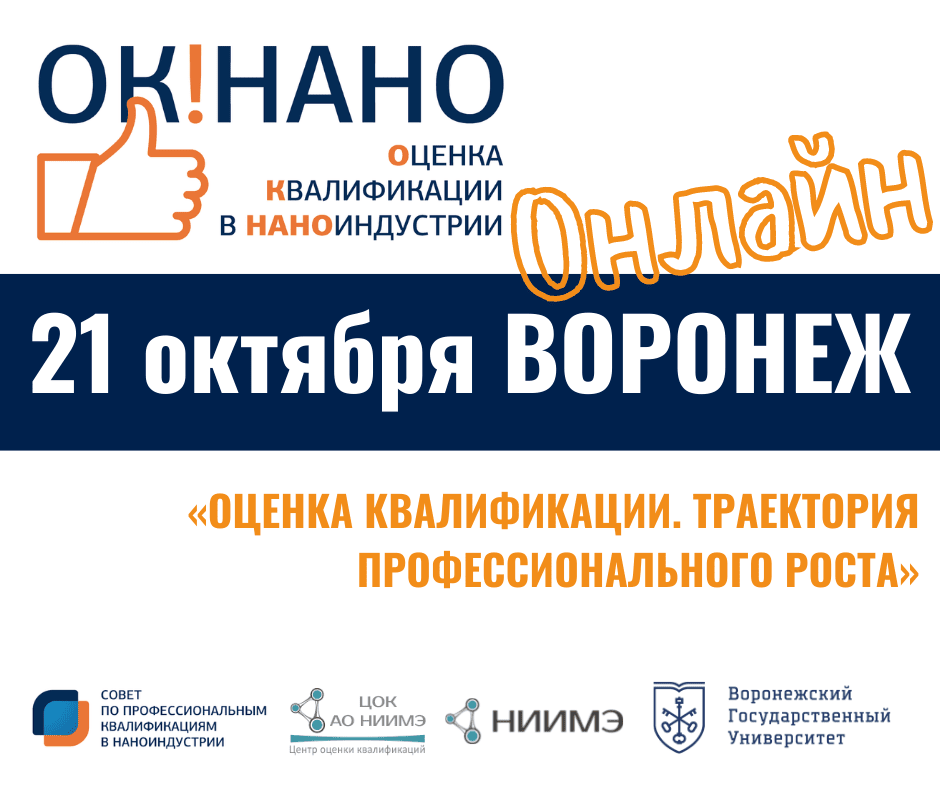 ОК!НАНО
ОЦЕНКА
КВАЛИФИКАЦИИ
В НАНОИНДУСТРИИ
Онлайн
21 октября ВОРОНЕЖ
«ОЦЕНКА КВАЛИФИКАЦИИ. ТРАЕКТОРИЯ
ПРОФЕССИОНАЛЬНОГО РОСТА»
СОВЕТ
ПО ПРОФЕССИОНАЛЬНЫМ
КВАЛИФИКАЦИЯМ
В НАНОИНДУСТРИИ
ЦОК
АО НИИМЭ
Центр оценки квалификаций
НИИМЭ
Воронежский
Государственный
Университет